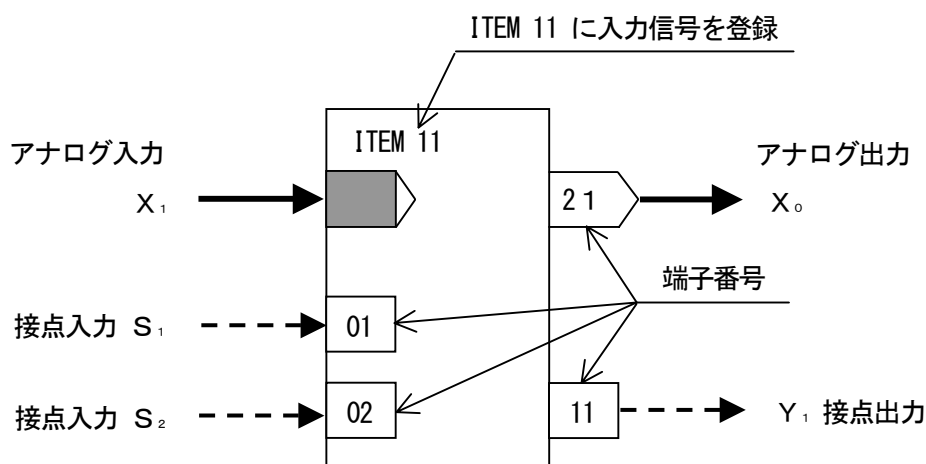 ITEM 11 に入力信号を登録
ITEM 11
アナログ入力
アナログ出力
X₁
21
X₀
端子番号
接点入力 S₁
01
接点入力 S₂
02
11
Y₁ 接点出力